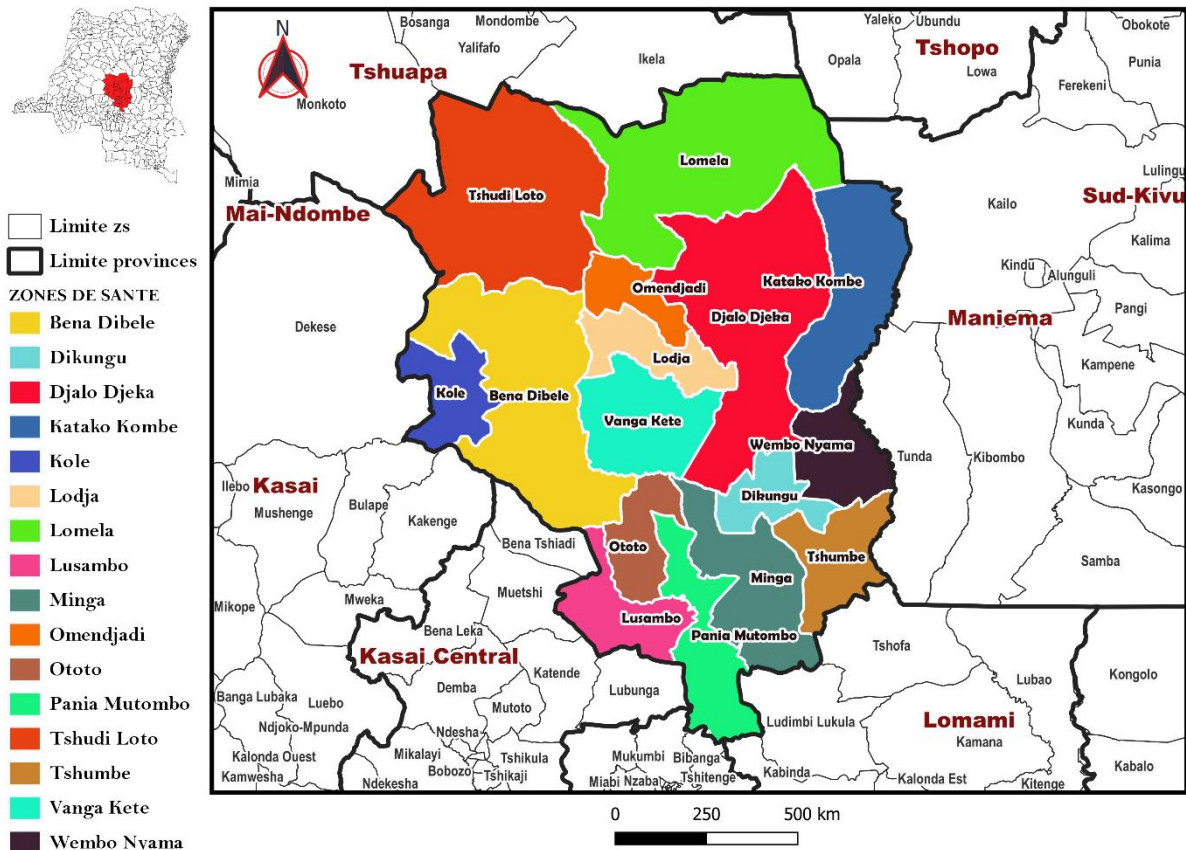 N
Bosanga
Mondombe
Yalifafo
Tshuapa
Monkoto
Ikela
Yaleko
Ubundu
Tshopo
Opala
Lowa
Obokote
Punia
Ferekeni
Mimia
Mai-Ndombe
Lulingu
Sud-Kivu
Kailo
Kalima
Kindu
Alunguli
Pangi
Maniema
Kampene
Kunda
Dekese
Tunda
Kibombo
Kasongo
Samba
Tshudi Loto
Lomela
Omendjadi
Katako Kombe
Djalo Djeka
Lodja
Kole
Bena Dibele
Vanga Kete
Wembo Nyama
Dikungu
Ototo
Tshumbe
Minga
Lusambo
Pania Mutombo
Ilebo
Kasai
Mushenge
Bulape
Kakenge
Bena Tshiadi
Mikope
Mweka
Muetshi
Bena Leka
Kasai Central
Katende
Banga Lubaka
Luebo
Demba
Mutoto
Lubunga
Ndjoko-Mpunda
Ndesha
Kalonda Ouest
Mikalayi
Tshikula
Kamwesha
Bobozo
Tshikaji
Ndekesha
Mukumbi
Bibanga
Miabi
Nzaba
Tshitenge
Tshofa
Lubao
Kongolo
Ludimbi Lukula
Lomami
Kamana
Kabinda
Kalonda Est
Kitenge
Kabalo
Limite zs
Limite provinces
ZONES DE SANTE
Bena Dibele
Dikungu
Djalo Djeka
Katako Kombe
Kole
Lodja
Lomela
Lusambo
Minga
Omendjadi
Ototo
Pania Mutombo
Tshudi Loto
Tshumbe
Vanga Kete
Wembo Nyama
0 250 500 km